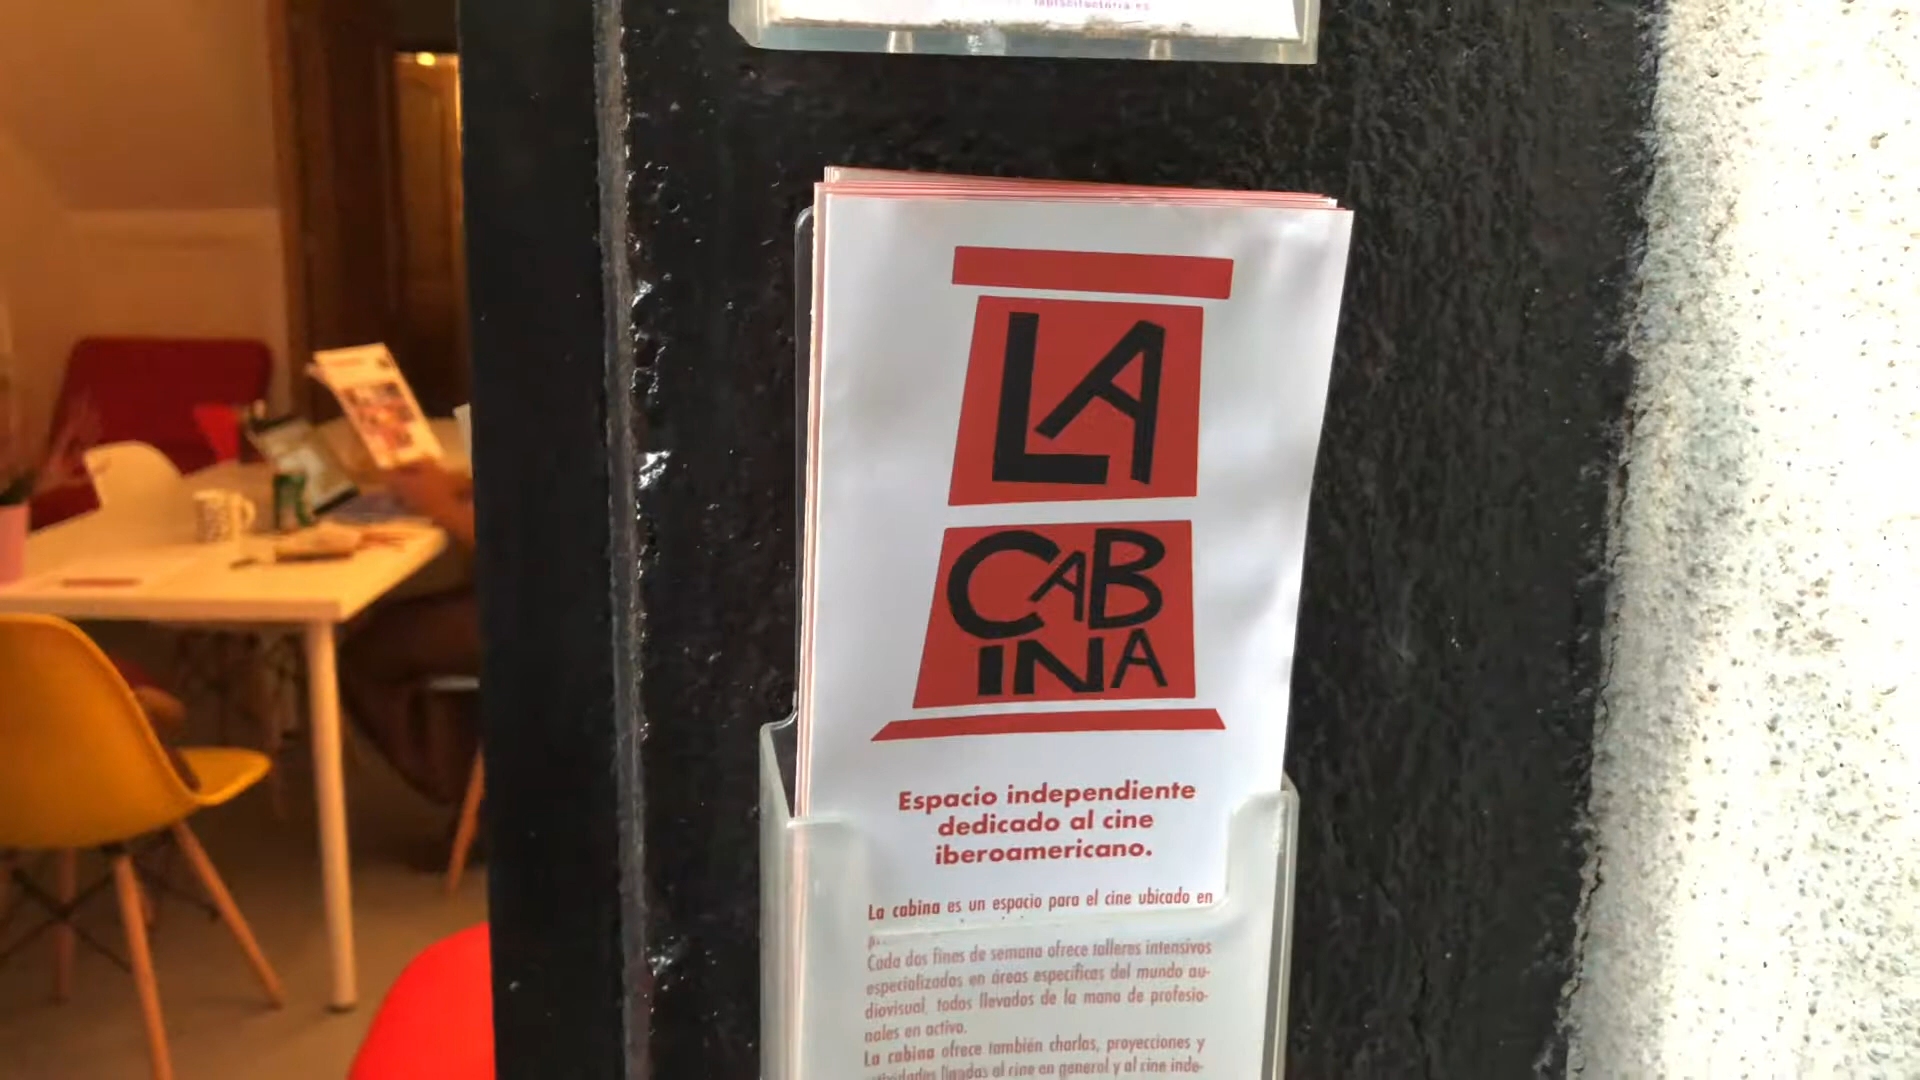 LA
CABINA
Espacio independiente
dedicado al cine
iberoamericano.
La cabina es un espacio para el cine ubicado en
Cada dos fines de semana ofrece talleres intensivos
especializados en áreas específicas del mundo au-
diovisual, todos llevados de la mano de profesio-
nales en activo.
La cabina ofrece también charlas, proyecciones y
ligadas al cine en general y al cine inde-